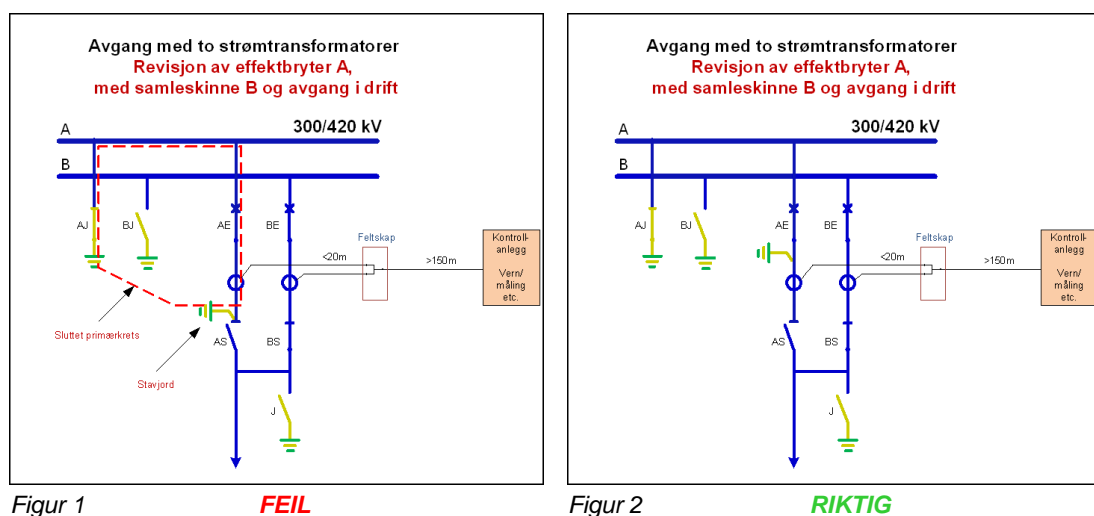 Avgang med to strømtransformatorer
Revisjon av effektbryter A,
med samleskinne B og avgang i drift
A
300/420 kV
B
AJ
BJ
AE
BE
Feltskap
<20m
>150m
Kontroll-
anlegg
Vern/
måling
etc.
Sluttet primærkrets
Stavjord
AS
BS
J
Figur 1
FEIL
Avgang med to strømtransformatorer
Revisjon av effektbryter A,
med samleskinne B og avgang i drift
A
300/420 kV
B
AJ
BJ
AE
BE
Feltskap
<20m
>150m
Kontroll-
anlegg
Vern/
måling
etc.
AS
BS
J
Figur 2
RIKTIG